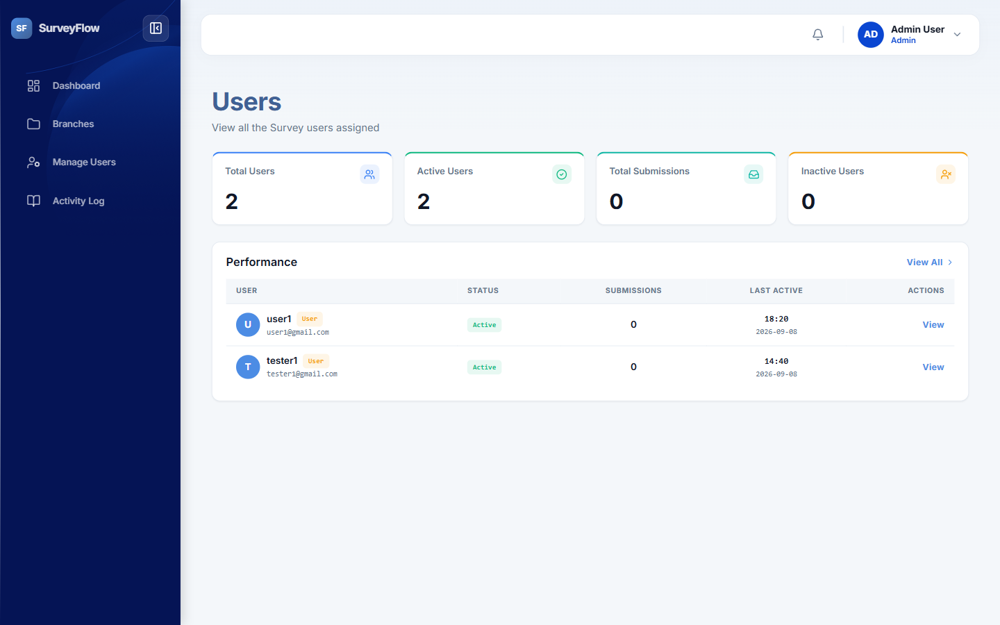 SF SurveyFlow
Dashboard
Branches
Manage Users
Activity Log
AD Admin User
Admin
Users
View all the Survey users assigned
Total Users
2
Active Users
2
Total Submissions
0
Inactive Users
0
Performance
View All
USER STATUS SUBMISSIONS LAST ACTIVE ACTIONS
U user1 User Active 0 18:20 View
user1@gmail.com 2026-09-08
T tester1 User Active 0 14:40 View
tester1@gmail.com 2026-09-08